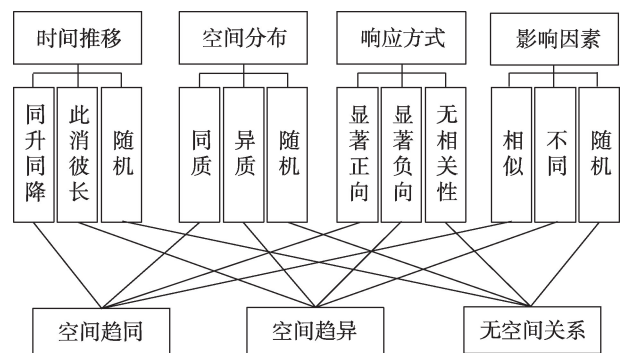 时间推移
空间分布
响应方式
影响因素
同升同降
此消彼长
随机
同质
异质
随机
显著正向
显著负向
无相关性
相似
不同
随机
空间趋同
空间趋异
无空间关系